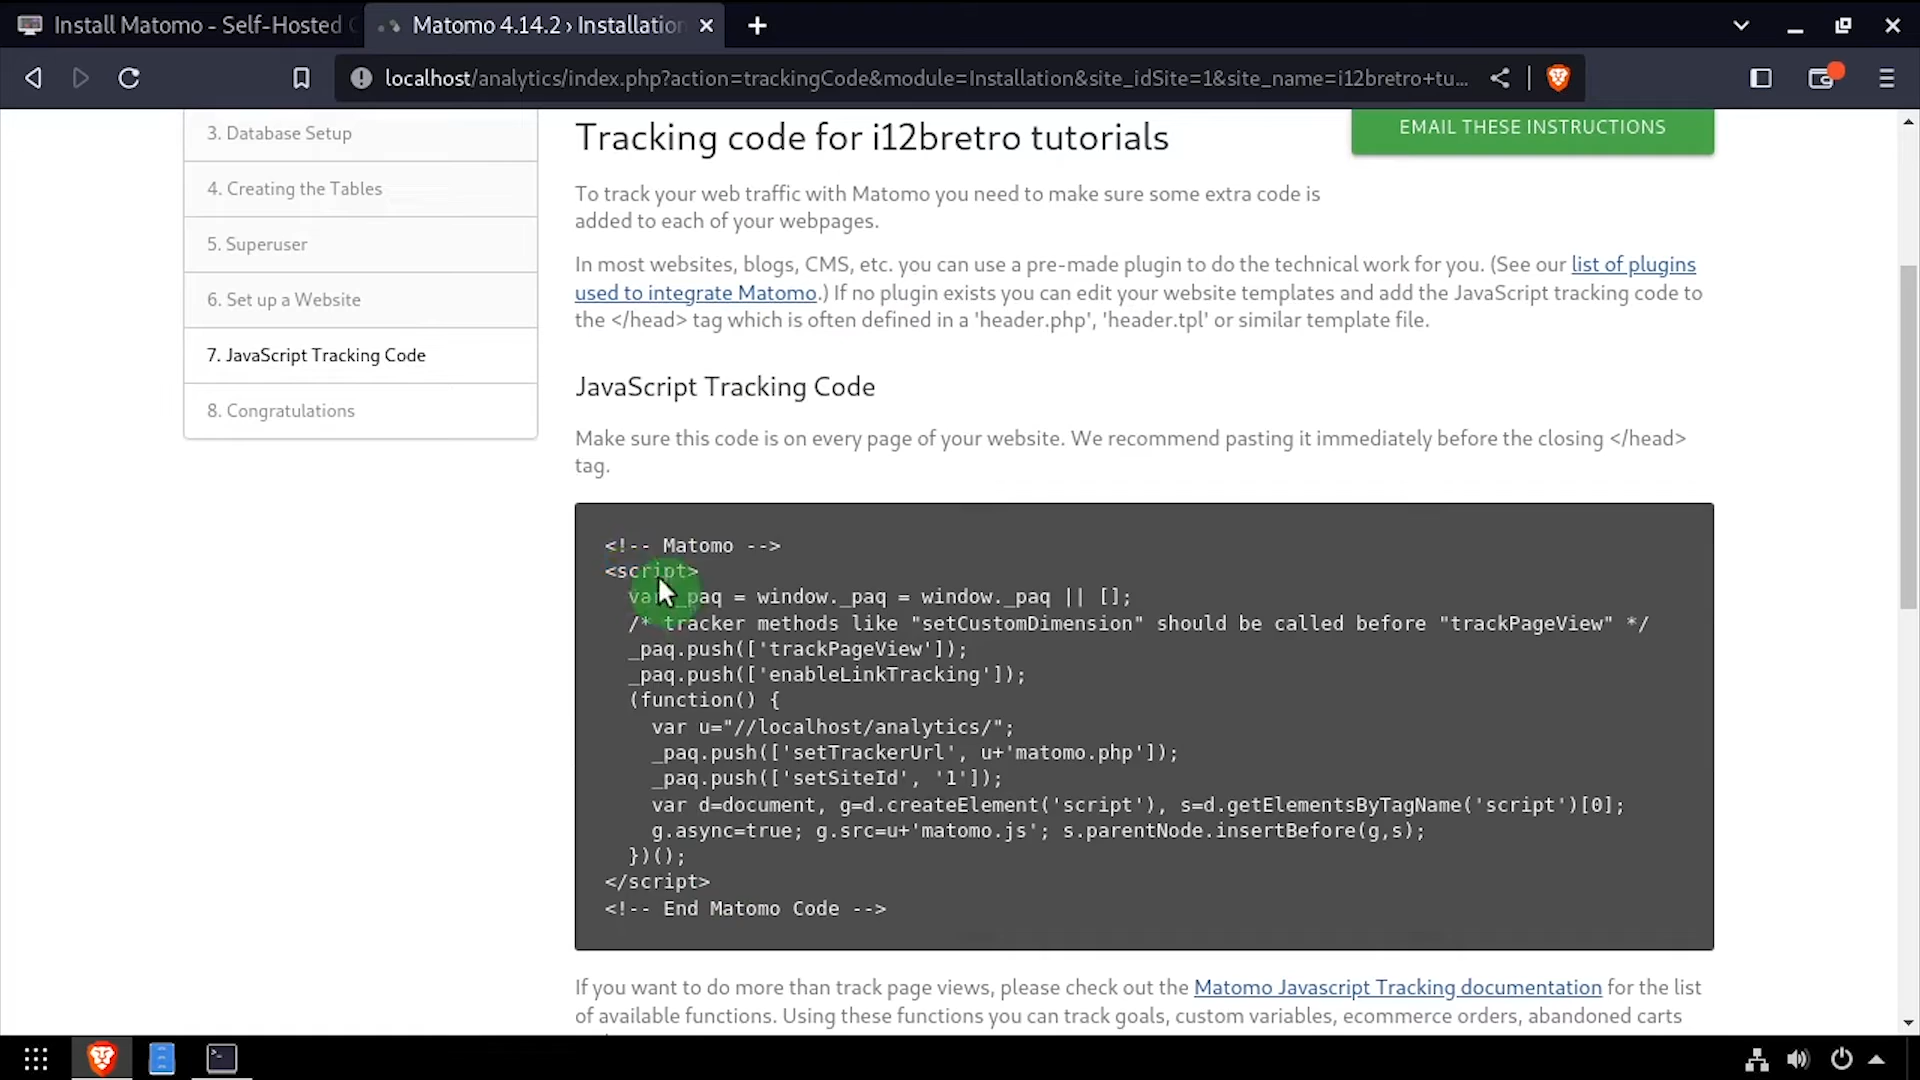 Install Matomo - Self-Hosted
Matomo 4.14.2 › Installation
localhost/analytics/index.php?action=trackingCode&module=Installation&site_idSite=1&site_name=i12bretro+tu...
3. Database Setup
4. Creating the Tables
5. Superuser
6. Set up a Website
7. JavaScript Tracking Code
8. Congratulations
Tracking code for i12bretro tutorials
EMAIL THESE INSTRUCTIONS
To track your web traffic with Matomo you need to make sure some extra code is
added to each of your webpages.
In most websites, blogs, CMS, etc. you can use a pre-made plugin to do the technical work for you. (See our list of plugins
used to integrate Matomo.) If no plugin exists you can edit your website templates and add the JavaScript tracking code to
the </head> tag which is often defined in a 'header.php', 'header.tpl' or similar template file.
JavaScript Tracking Code
Make sure this code is on every page of your website. We recommend pasting it immediately before the closing </head>
tag.
<!-- Matomo -->
<script>
  var _paq = window._paq = window._paq || [];
  /* tracker methods like "setCustomDimension" should be called before "trackPageView" */
  _paq.push(['trackPageView']);
  _paq.push(['enableLinkTracking']);
  (function() {
    var u="//localhost/analytics/";
    _paq.push(['setTrackerUrl', u+'matomo.php']);
    _paq.push(['setSiteId', '1']);
    var d=document, g=d.createElement('script'), s=d.getElementsByTagName('script')[0];
    g.async=true; g.src=u+'matomo.js'; s.parentNode.insertBefore(g,s);
  })();
</script>
<!-- End Matomo Code -->
If you want to do more than track page views, please check out the Matomo Javascript Tracking documentation for the list
of available functions. Using these functions you can track goals, custom variables, ecommerce orders, abandoned carts